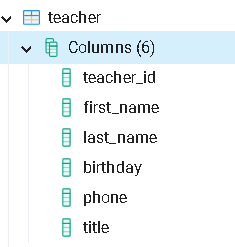 teacher
Columns (6)
teacher_id
first_name
last_name
birthday
phone
title